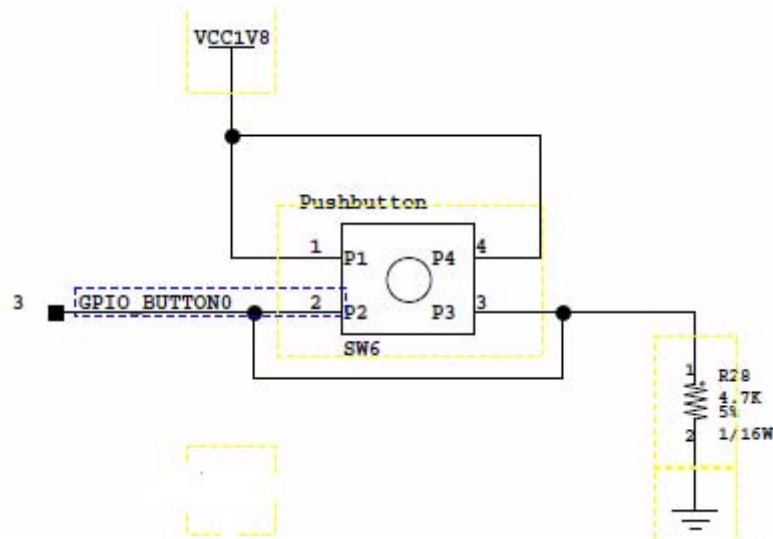 VCC1V8
Pushbutton
1 P1 P4 4
3 GPIO_BUTTON0 2 P2 P3 3
SW6
1 R28
4.7K
5%
2 1/16W